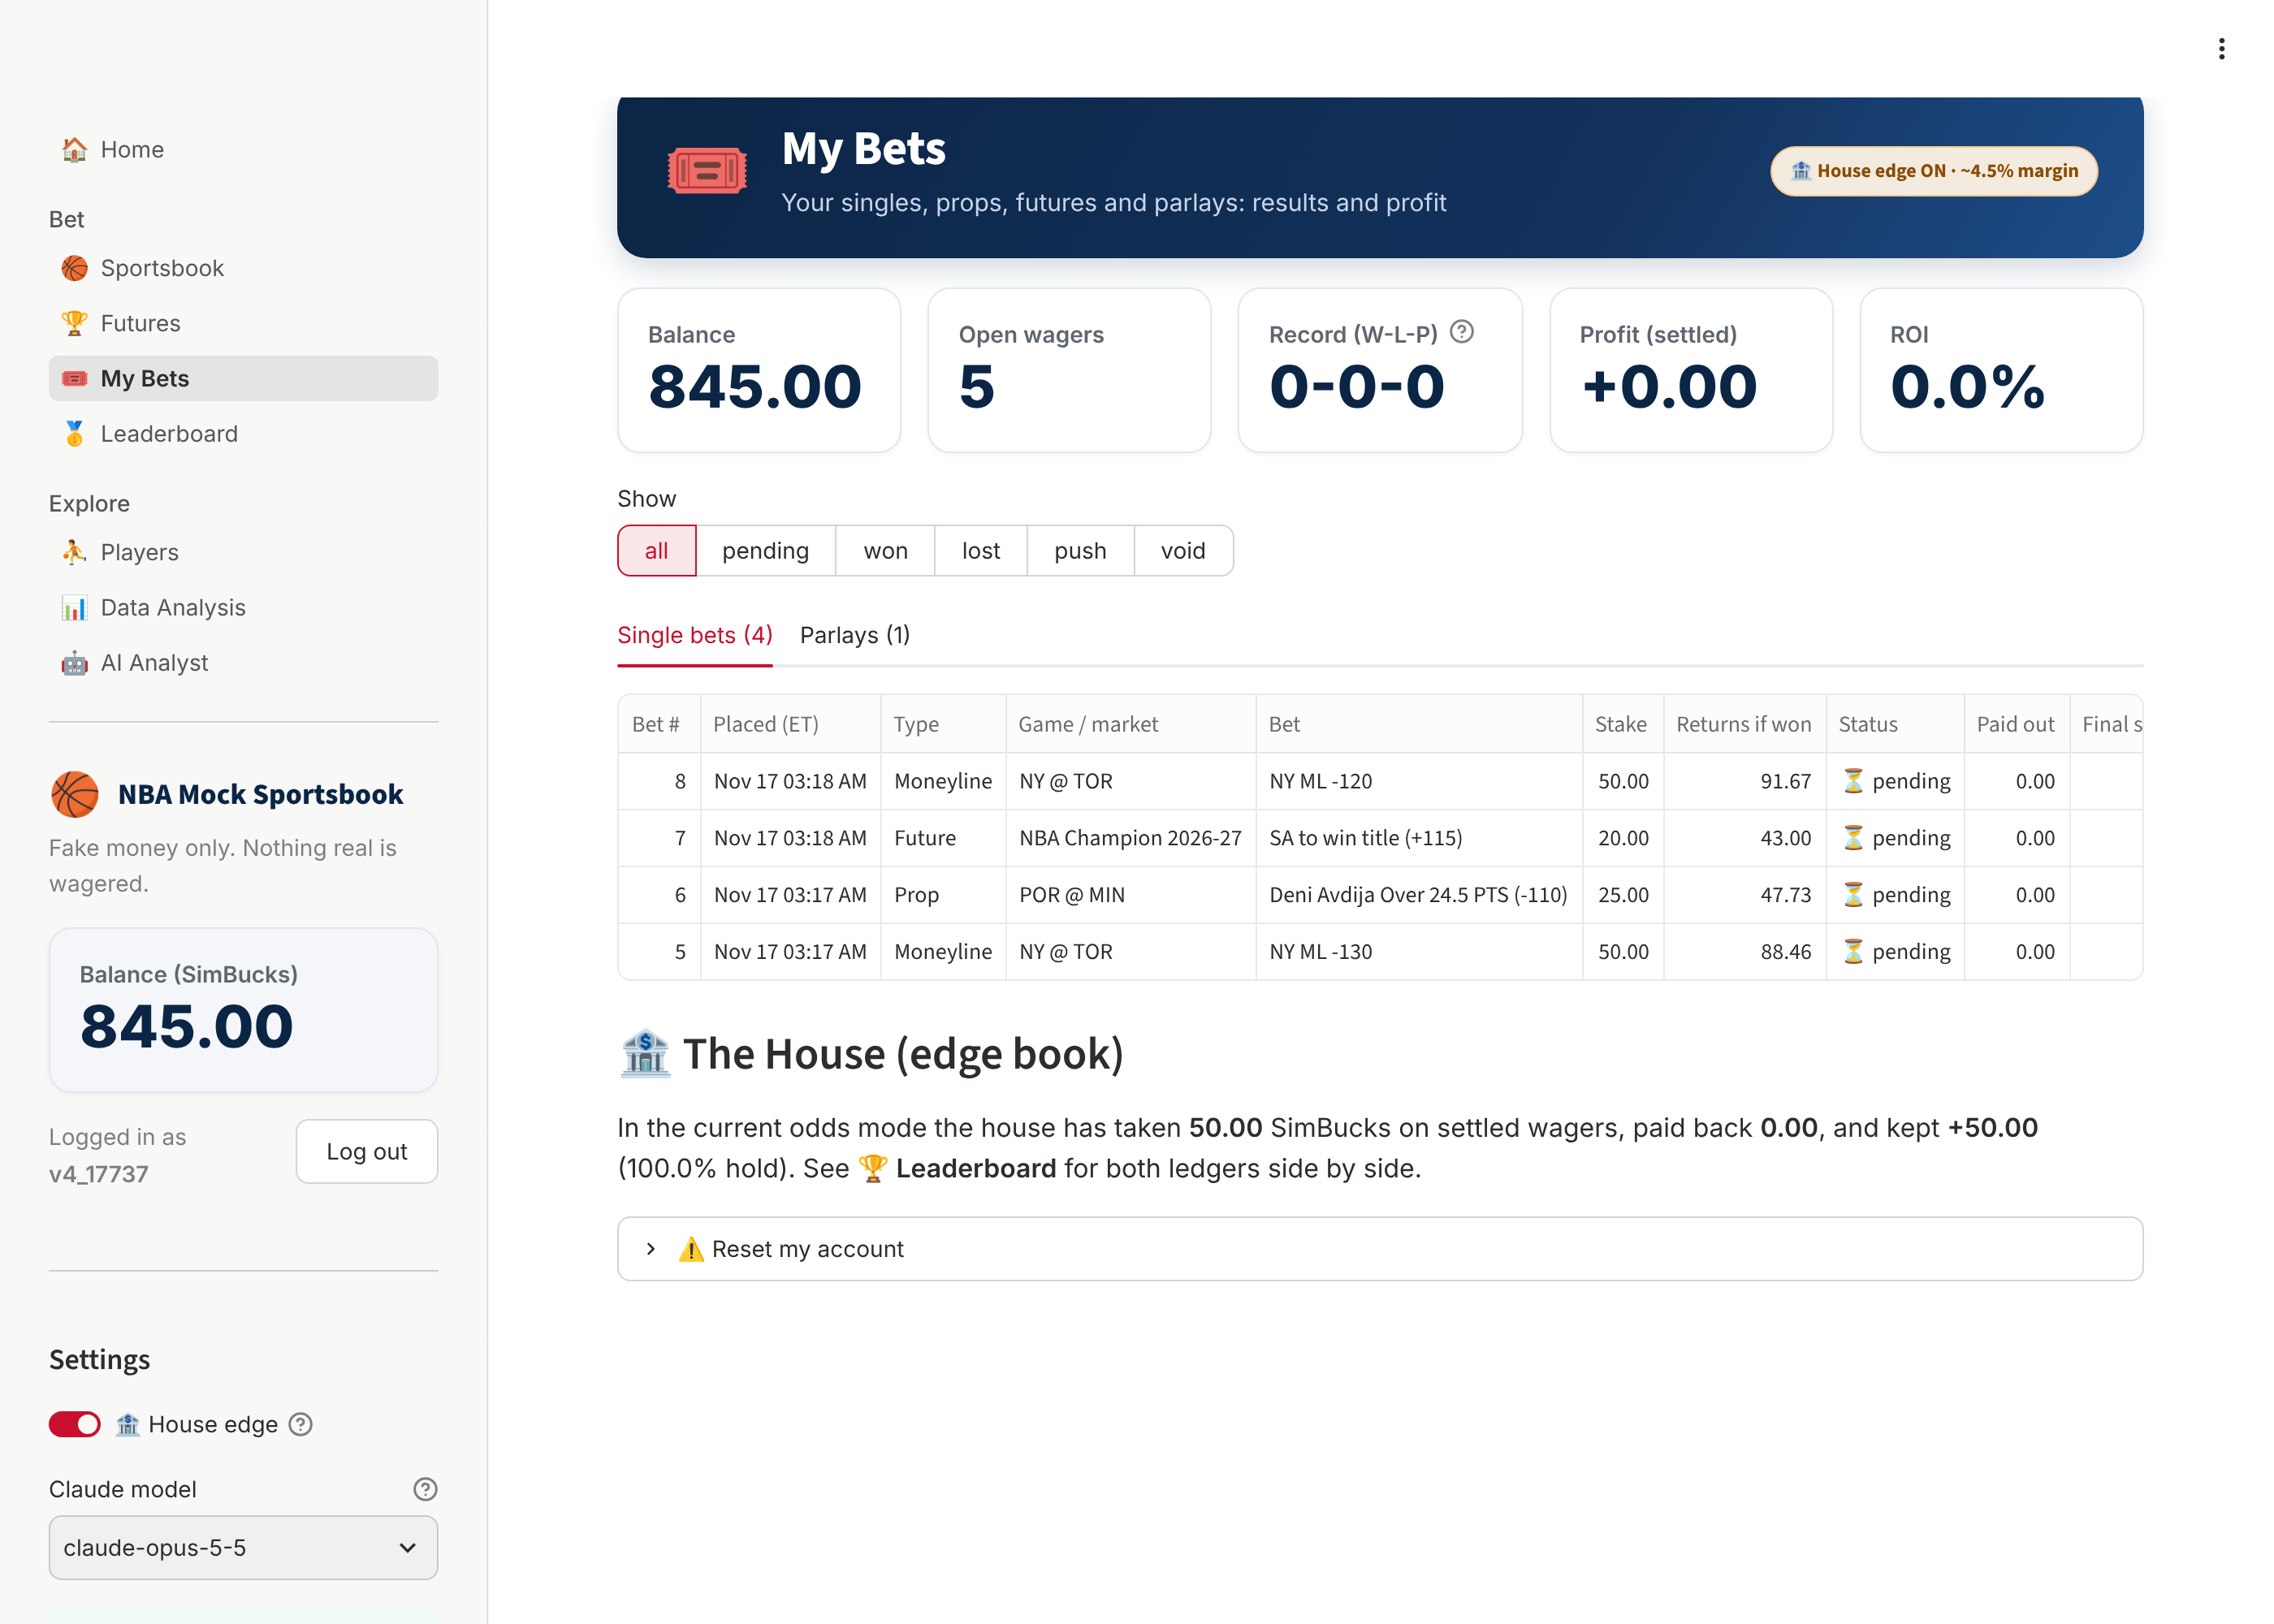 Home
Bet
Sportsbook
Futures
My Bets
Leaderboard
Explore
Players
Data Analysis
AI Analyst
NBA Mock Sportsbook
Fake money only. Nothing real is
wagered.
Balance (SimBucks)
845.00
Logged in as
v4_17737
Log out
Settings
House edge
Claude model
claude-opus-5-5
My Bets
Your singles, props, futures and parlays: results and profit
House edge ON · ~4.5% margin
Balance
845.00
Open wagers
5
Record (W-L-P)
0-0-0
Profit (settled)
+0.00
ROI
0.0%
Show
all pending won lost push void
Single bets (4) Parlays (1)
Bet # Placed (ET) Type Game / market Bet Stake Returns if won Status Paid out Final s
8 Nov 17 03:18 AM Moneyline NY @ TOR NY ML -120 50.00 91.67 pending 0.00
7 Nov 17 03:18 AM Future NBA Champion 2026-27 SA to win title (+115) 20.00 43.00 pending 0.00
6 Nov 17 03:17 AM Prop POR @ MIN Deni Avdija Over 24.5 PTS (-110) 25.00 47.73 pending 0.00
5 Nov 17 03:17 AM Moneyline NY @ TOR NY ML -130 50.00 88.46 pending 0.00
The House (edge book)
In the current odds mode the house has taken 50.00 SimBucks on settled wagers, paid back 0.00, and kept +50.00
(100.0% hold). See 🏆 Leaderboard for both ledgers side by side.
Reset my account